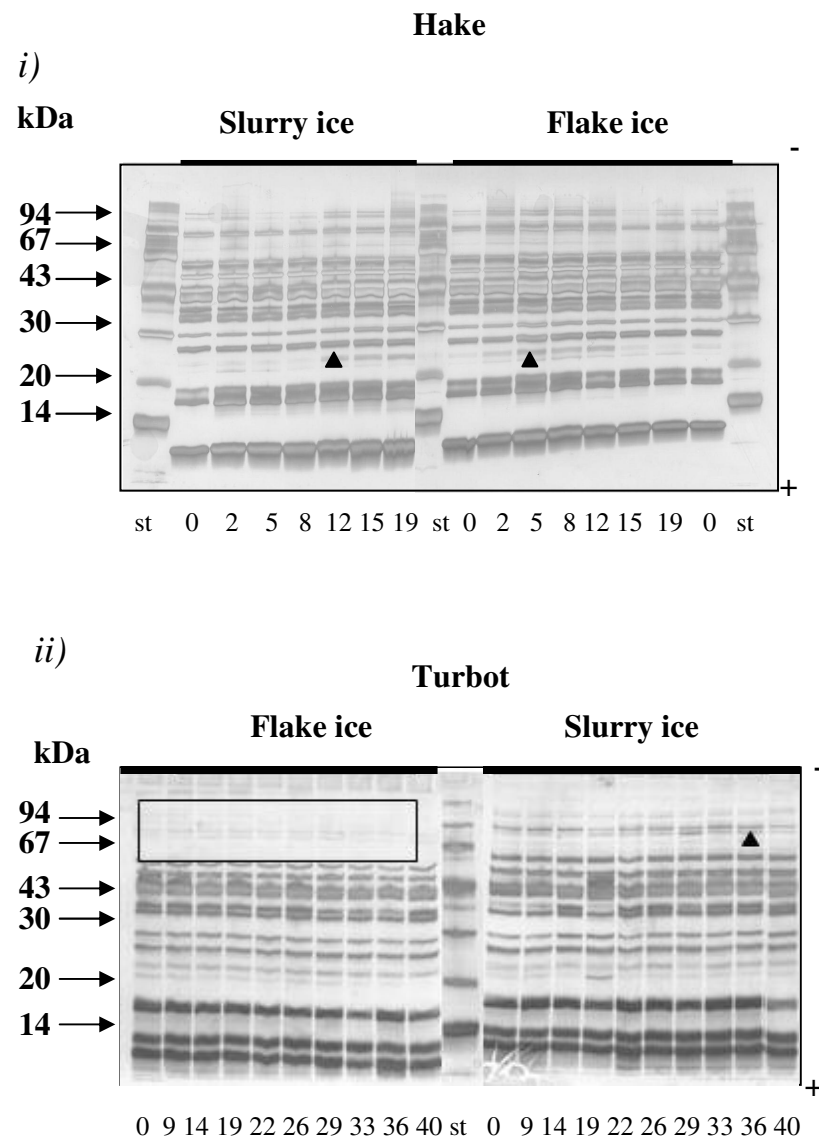 Hake
i)
kDa
Slurry ice Flake ice
-
94
67
43
30
20
14
+
st 0 2 5 8 12 15 19 st 0 2 5 8 12 15 19 0 st
ii)
Turbot
Flake ice Slurry ice
kDa
-
94
67
43
30
20
14
+
0 9 14 19 22 26 29 33 36 40 st 0 9 14 19 22 26 29 33 36 40